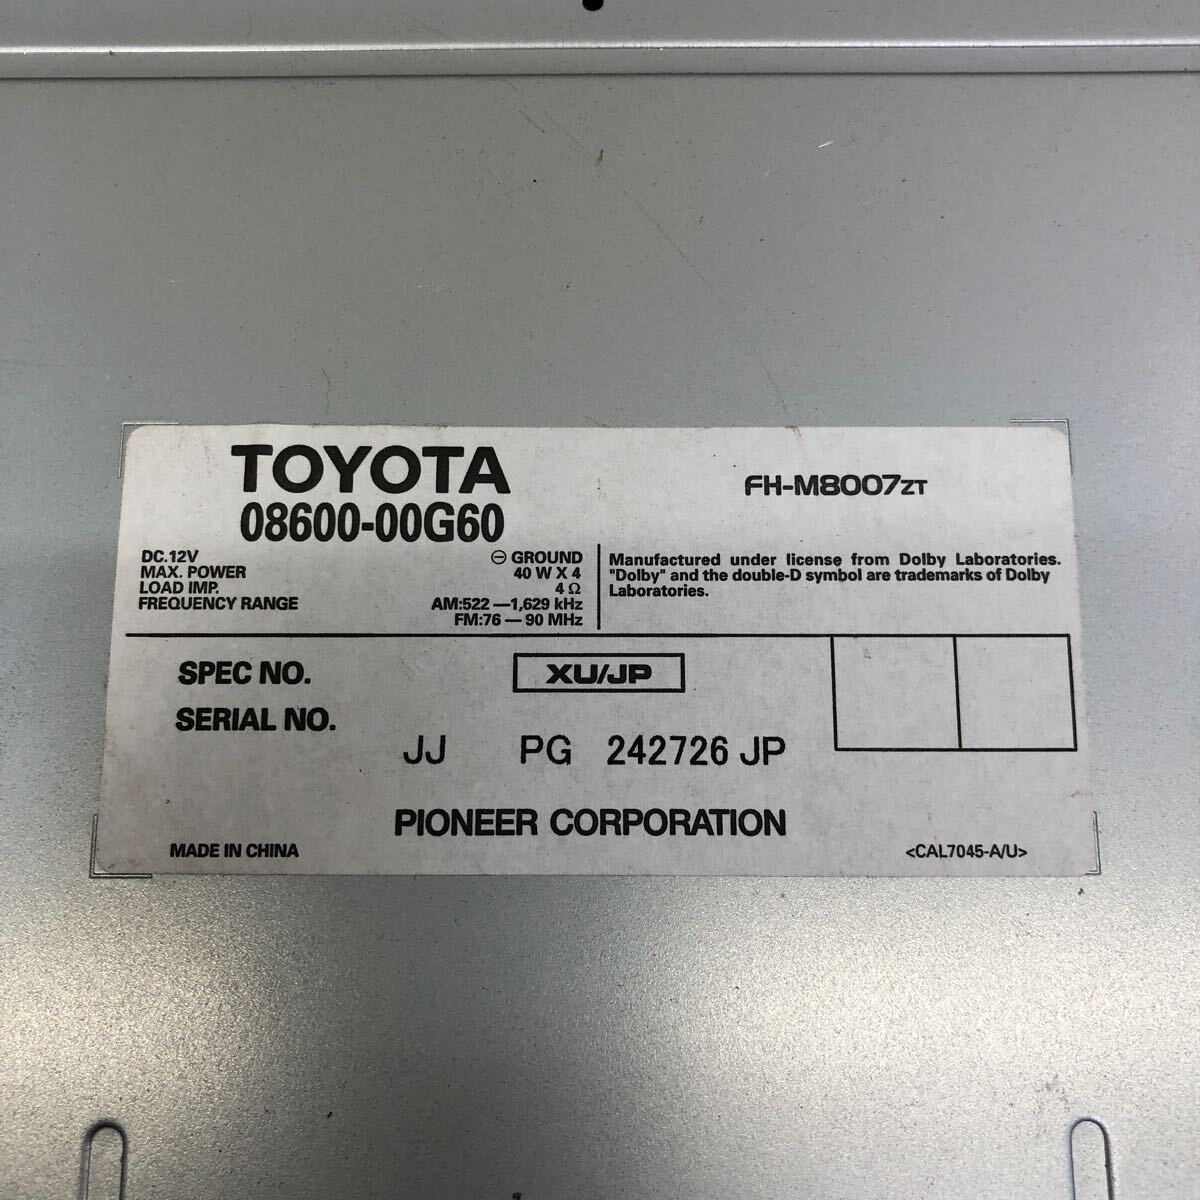 TOYOTA
08600-00G60
FH-M8007ZT
DC.12V ⊖ GROUND
MAX. POWER 40 W X 4
LOAD IMP. 4 Ω
FREQUENCY RANGE AM:522 — 1,629 kHz
FM:76 — 90 MHz
Manufactured under license from Dolby Laboratories.
"Dolby" and the double-D symbol are trademarks of Dolby
Laboratories.
SPEC NO. XU/JP
SERIAL NO.
JJ PG 242726 JP
PIONEER CORPORATION
MADE IN CHINA <CAL7045-A/U>